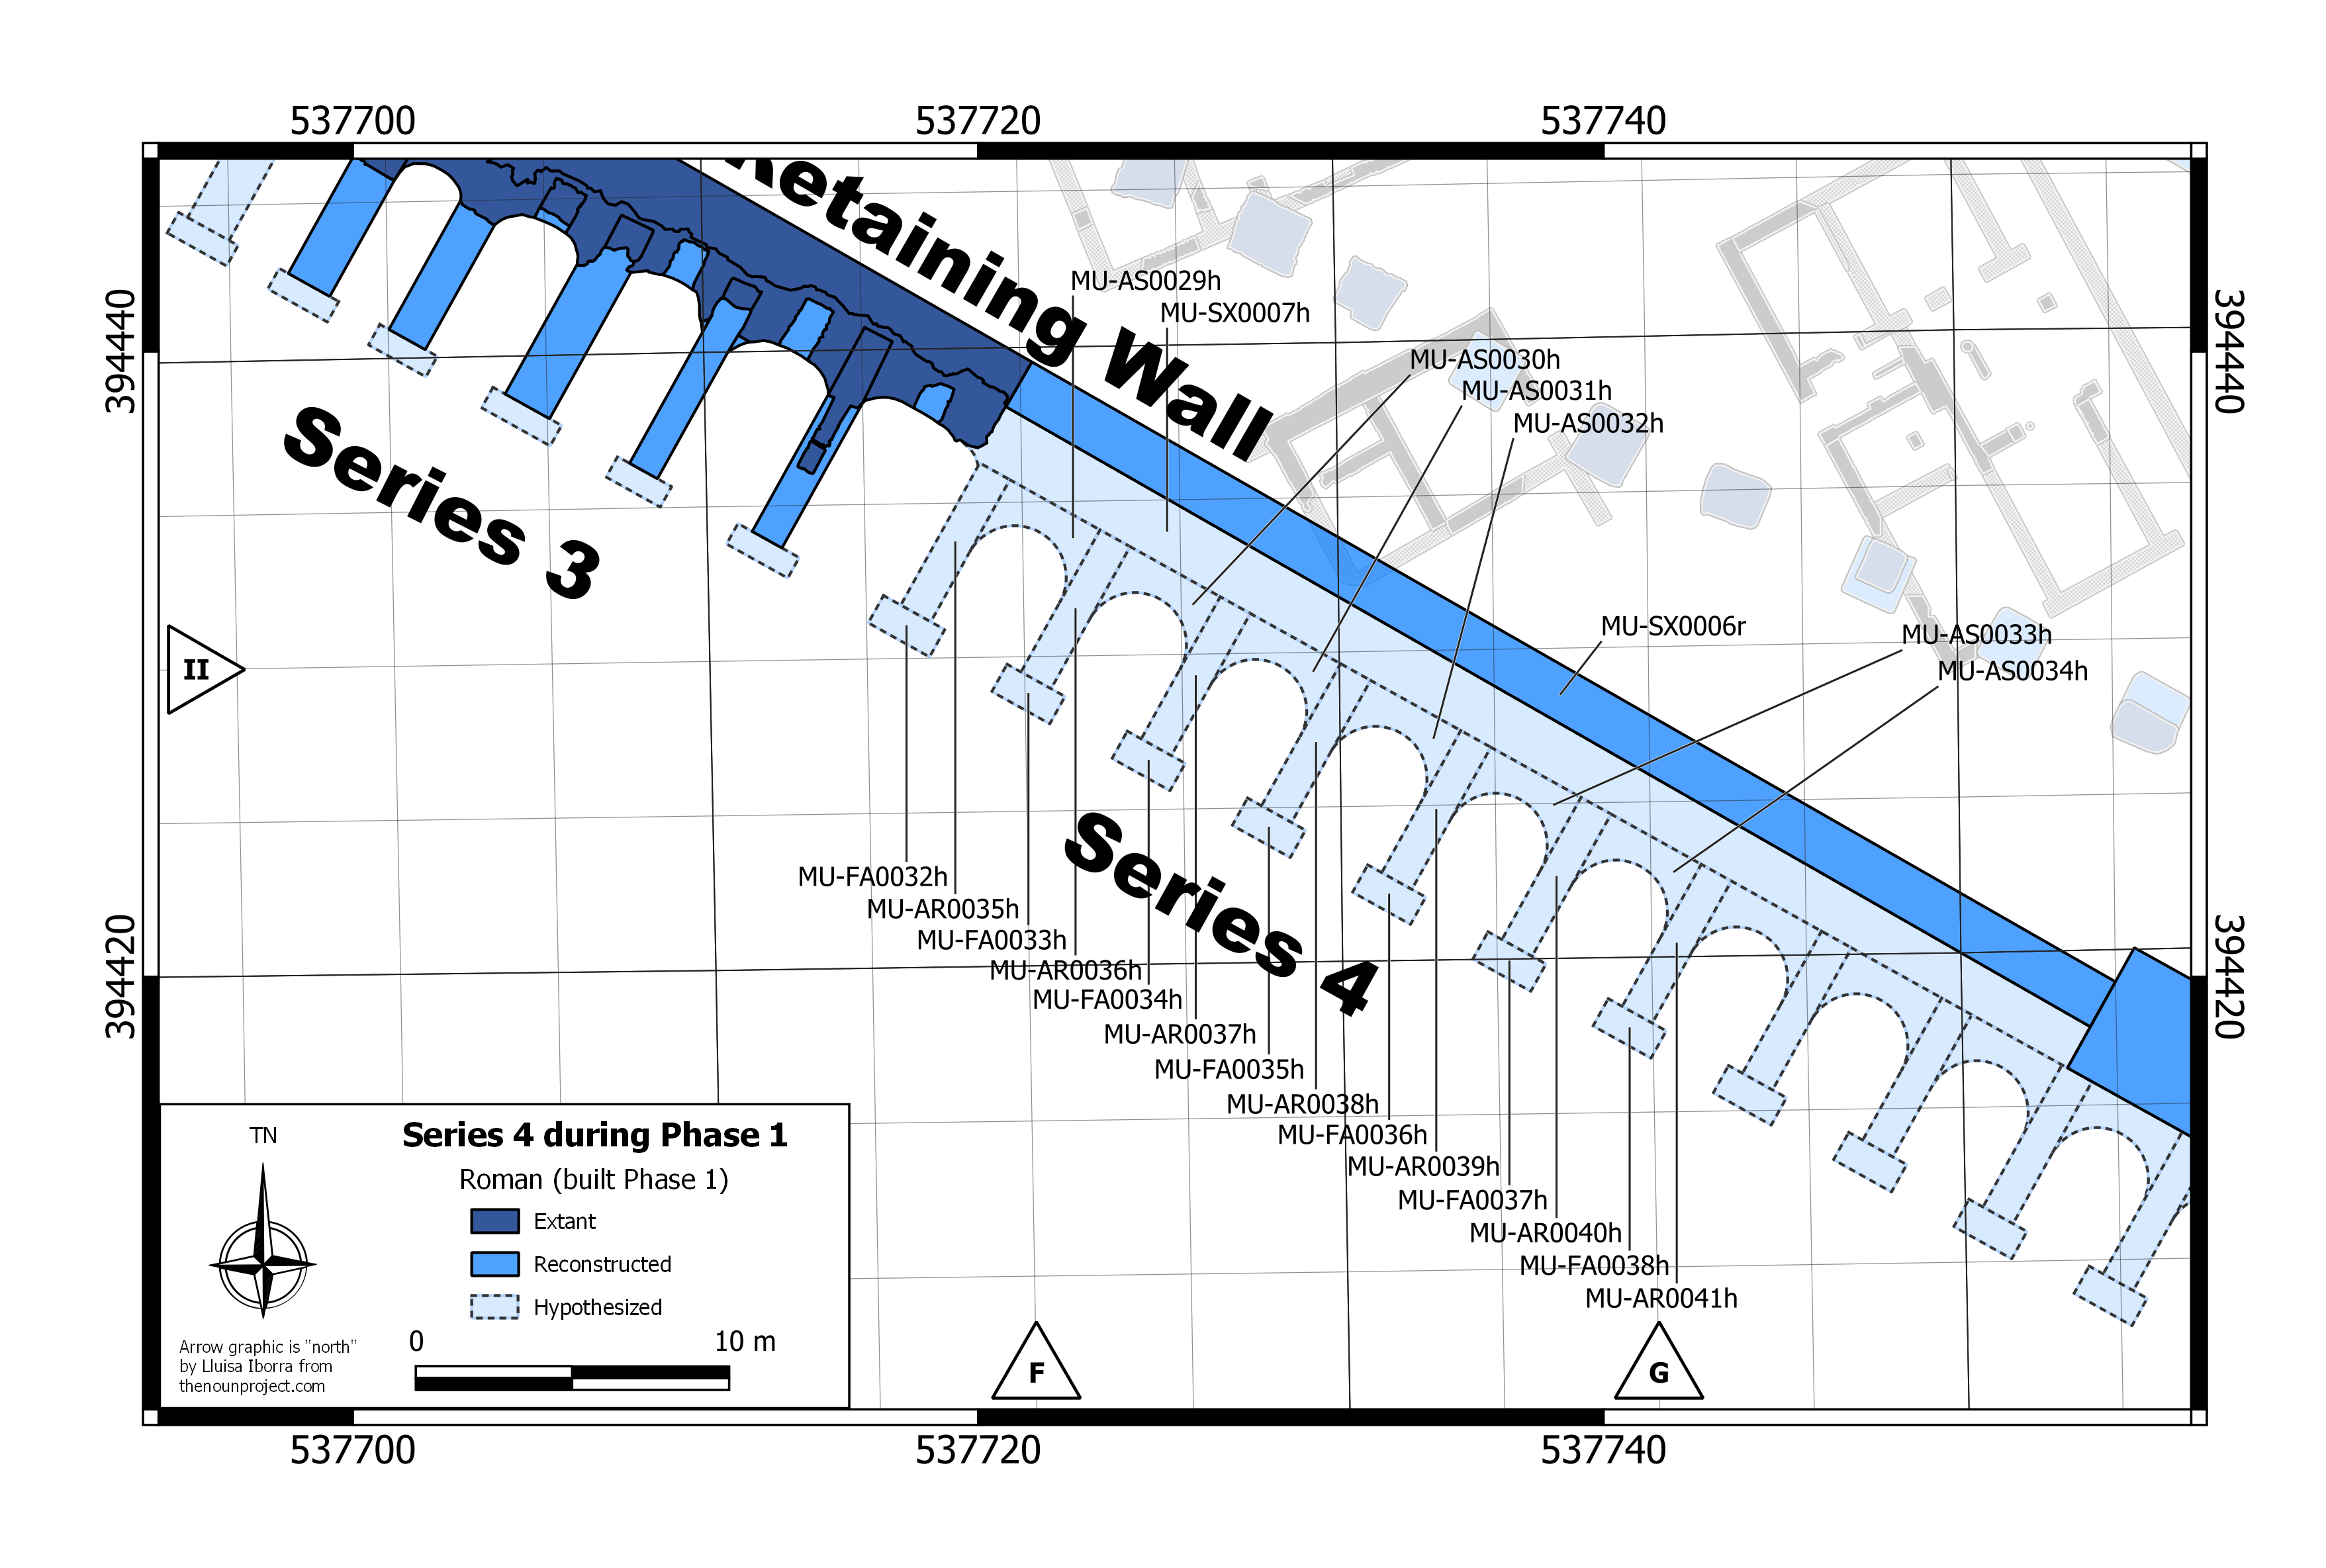 537700
537720
537740
Retaining Wall
MU-AS0029h
MU-SX0007h
394440
394440
MU-AS0030h
MU-AS0031h
MU-AS0032h
Series 3
MU-SX0006r
MU-AS0033h
MU-AS0034h
II
Series 4
MU-FA0032h
MU-AR0035h
MU-FA0033h
MU-AR0036h
MU-FA0034h
MU-AR0037h
MU-FA0035h
MU-AR0038h
MU-FA0036h
MU-AR0039h
MU-FA0037h
MU-AR0040h
MU-FA0038h
MU-AR0041h
394420
394420
TN
Series 4 during Phase 1
Roman (built Phase 1)
Extant
Reconstructed
Hypothesized
0 10 m
Arrow graphic is "north"
by Lluisa Iborra from
thenounproject.com
F
G
537700
537720
537740